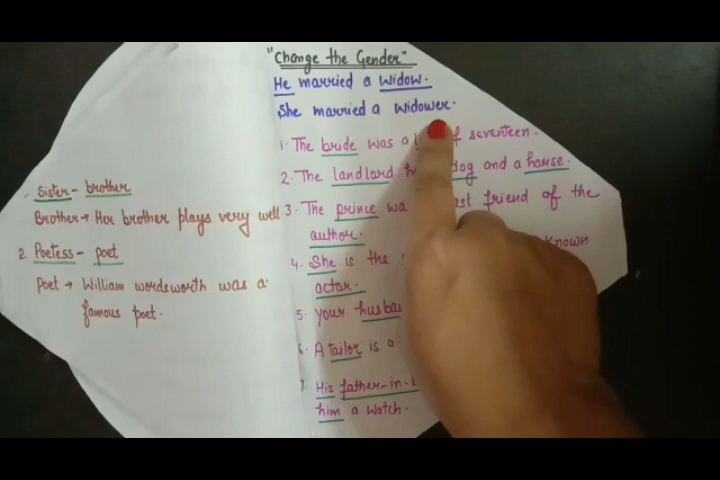 Sister - brother
Brother → Her brother plays very well
2. Poetess - poet
Poet → William wordsworth was a
famous poet.
"Change the Gender"
He married a widow.
She married a widower.
1. The bride was a of seventeen.
2. The landlord dog and a horse.
3. The prince friend of the
author.
4. She is the known
actor.
5. Your
6. A tailor is a
7. His father-in-
him a watch.